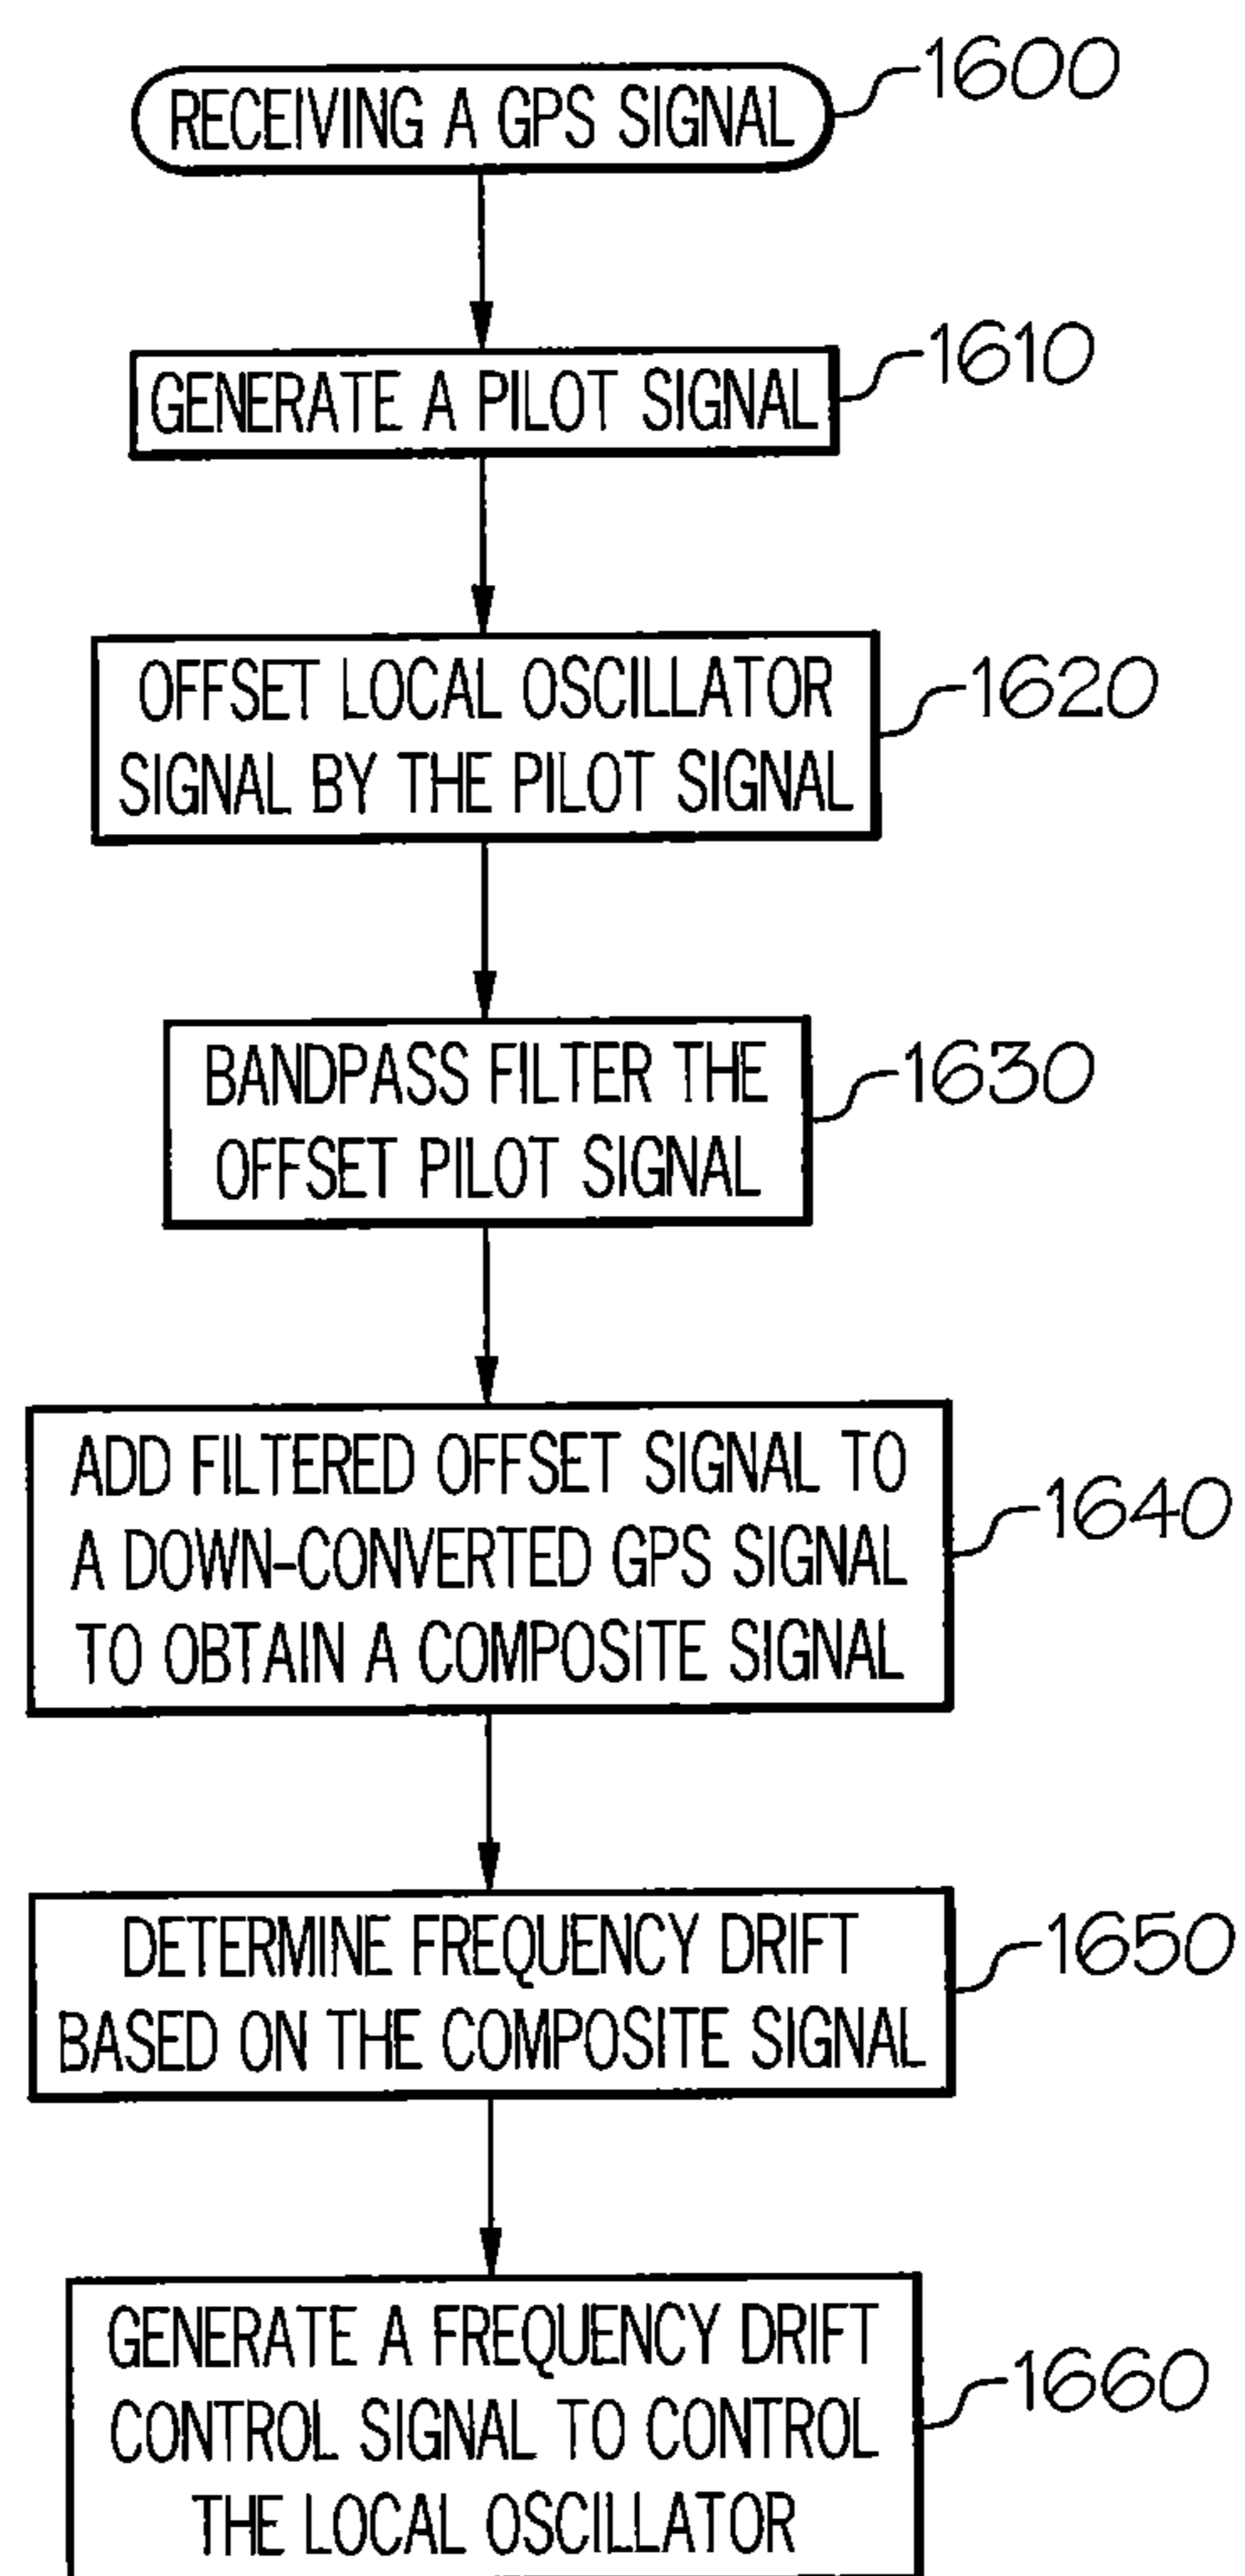 RECEIVING A GPS SIGNAL
1600
GENERATE A PILOT SIGNAL
1610
OFFSET LOCAL OSCILLATOR
SIGNAL BY THE PILOT SIGNAL
1620
BANDPASS FILTER THE
OFFSET PILOT SIGNAL
1630
ADD FILTERED OFFSET SIGNAL TO
A DOWN-CONVERTED GPS SIGNAL
TO OBTAIN A COMPOSITE SIGNAL
1640
DETERMINE FREQUENCY DRIFT
BASED ON THE COMPOSITE SIGNAL
1650
GENERATE A FREQUENCY DRIFT
CONTROL SIGNAL TO CONTROL
THE LOCAL OSCILLATOR
1660